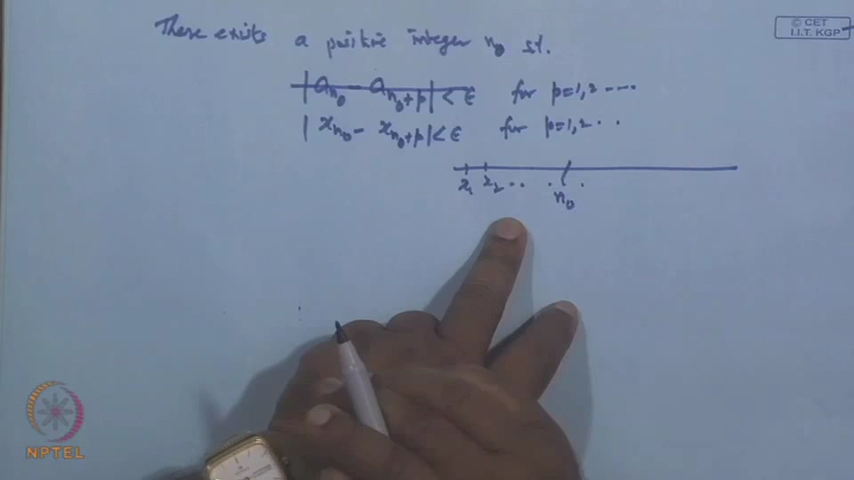 There exists a positive integer n₀ s.t.
© CET
I.I.T. KGP
|a_{n₀} - a_{n₀+p}| < ε for p=1,2 ----
|x_{n₀} - x_{n₀+p}| < ε for p=1,2 . .
x₁ x₂ . . . n₀ .
NPTEL